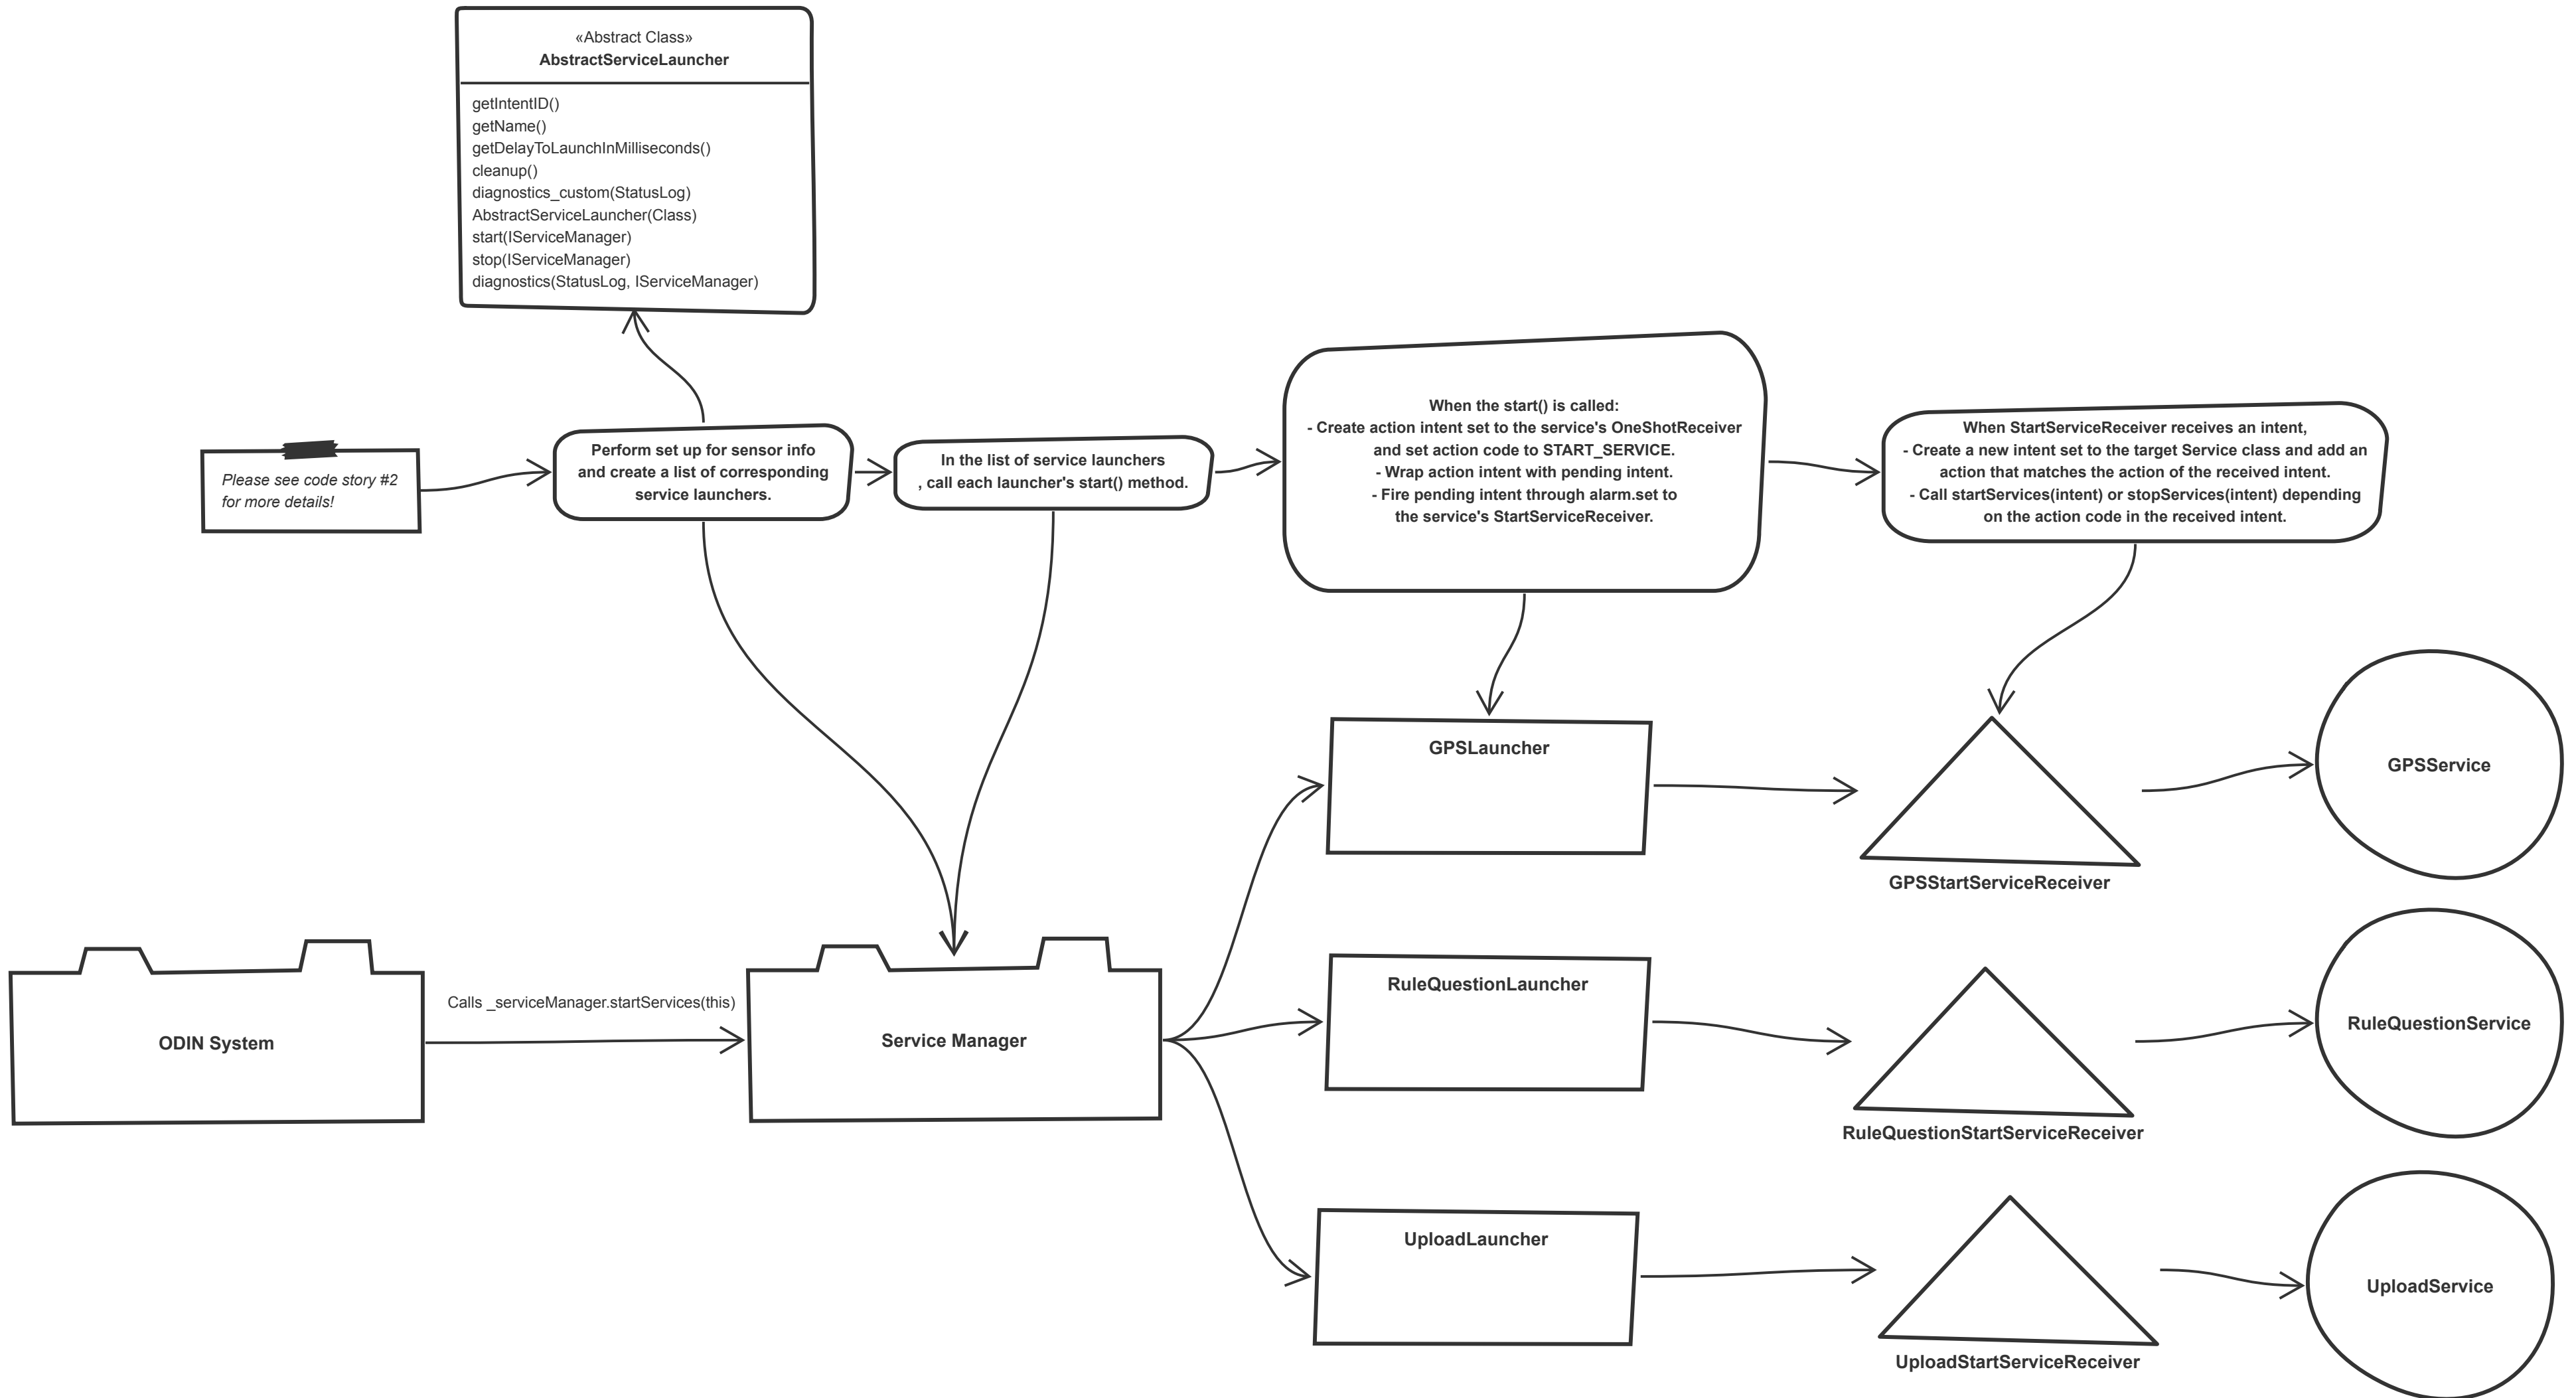 «Abstract Class»
AbstractServiceLauncher
getIntentID()
getName()
getDelayToLaunchInMilliseconds()
cleanup()
diagnostics_custom(StatusLog)
AbstractServiceLauncher(Class)
start(IServiceManager)
stop(IServiceManager)
diagnostics(StatusLog, IServiceManager)
Please see code story #2
for more details!
Perform set up for sensor info
and create a list of corresponding
service launchers.
In the list of service launchers
, call each launcher's start() method.
When the start() is called:
- Create action intent set to the service's OneShotReceiver
and set action code to START_SERVICE.
- Wrap action intent with pending intent.
- Fire pending intent through alarm.set to
the service's StartServiceReceiver.
When StartServiceReceiver receives an intent,
- Create a new intent set to the target Service class and add an
action that matches the action of the received intent.
- Call startServices(intent) or stopServices(intent) depending
on the action code in the received intent.
GPSLauncher
GPSStartServiceReceiver
GPSService
ODIN System
Calls _serviceManager.startServices(this)
Service Manager
RuleQuestionLauncher
RuleQuestionStartServiceReceiver
RuleQuestionService
UploadLauncher
UploadStartServiceReceiver
UploadService